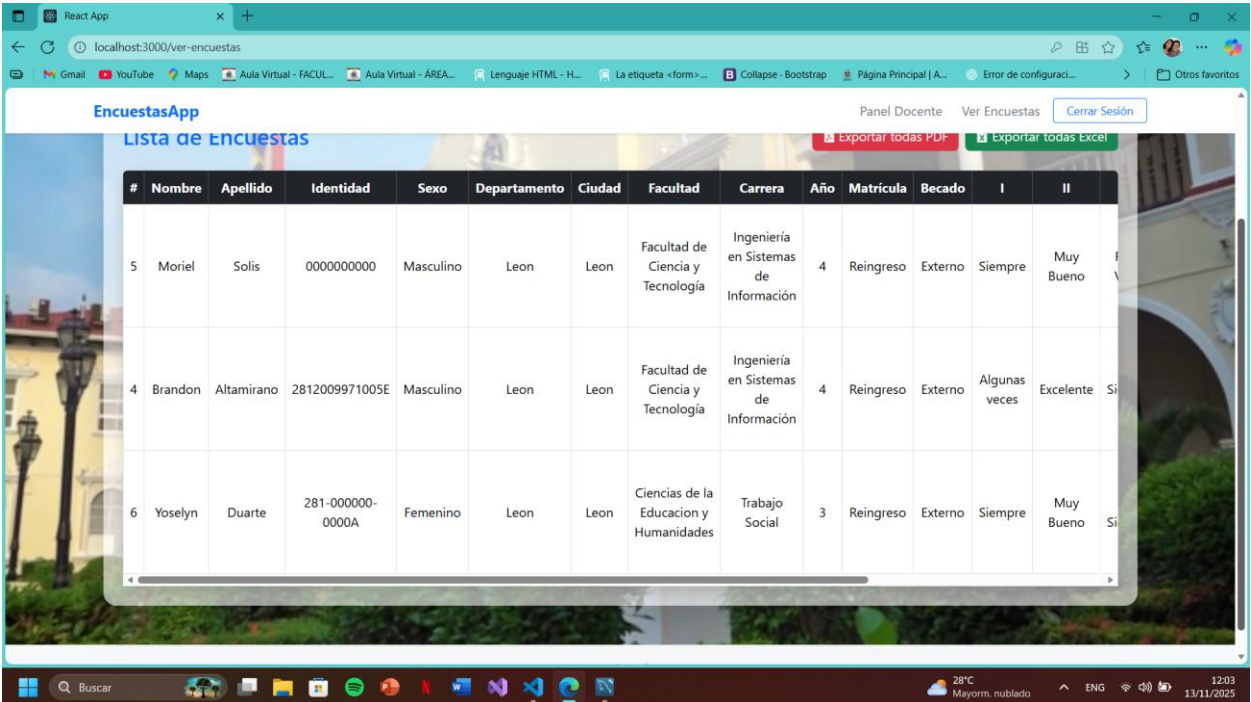 React App
localhost:3000/ver-encuestas
Gmail YouTube Maps Aula Virtual - FACUL... Aula Virtual - ÁREA... Lenguaje HTML - H... La etiqueta <form>... Collapse · Bootstrap Página Principal | A... Error de configuraci... Otros favoritos
EncuestasApp Panel Docente Ver Encuestas Cerrar Sesión
Lista de Encuestas Exportar todas PDF Exportar todas Excel
# Nombre Apellido Identidad Sexo Departamento Ciudad Facultad Carrera Año Matrícula Becado I II
5 Moriel Solis 0000000000 Masculino Leon Leon Facultad de Ciencia y Tecnología Ingeniería en Sistemas de Información 4 Reingreso Externo Siempre Muy Bueno
4 Brandon Altamirano 2812009971005E Masculino Leon Leon Facultad de Ciencia y Tecnología Ingeniería en Sistemas de Información 4 Reingreso Externo Algunas veces Excelente
6 Yoselyn Duarte 281-000000-0000A Femenino Leon Leon Ciencias de la Educacion y Humanidades Trabajo Social 3 Reingreso Externo Siempre Muy Bueno
Buscar 28°C Mayorm. nublado ENG 12:03
13/11/2025